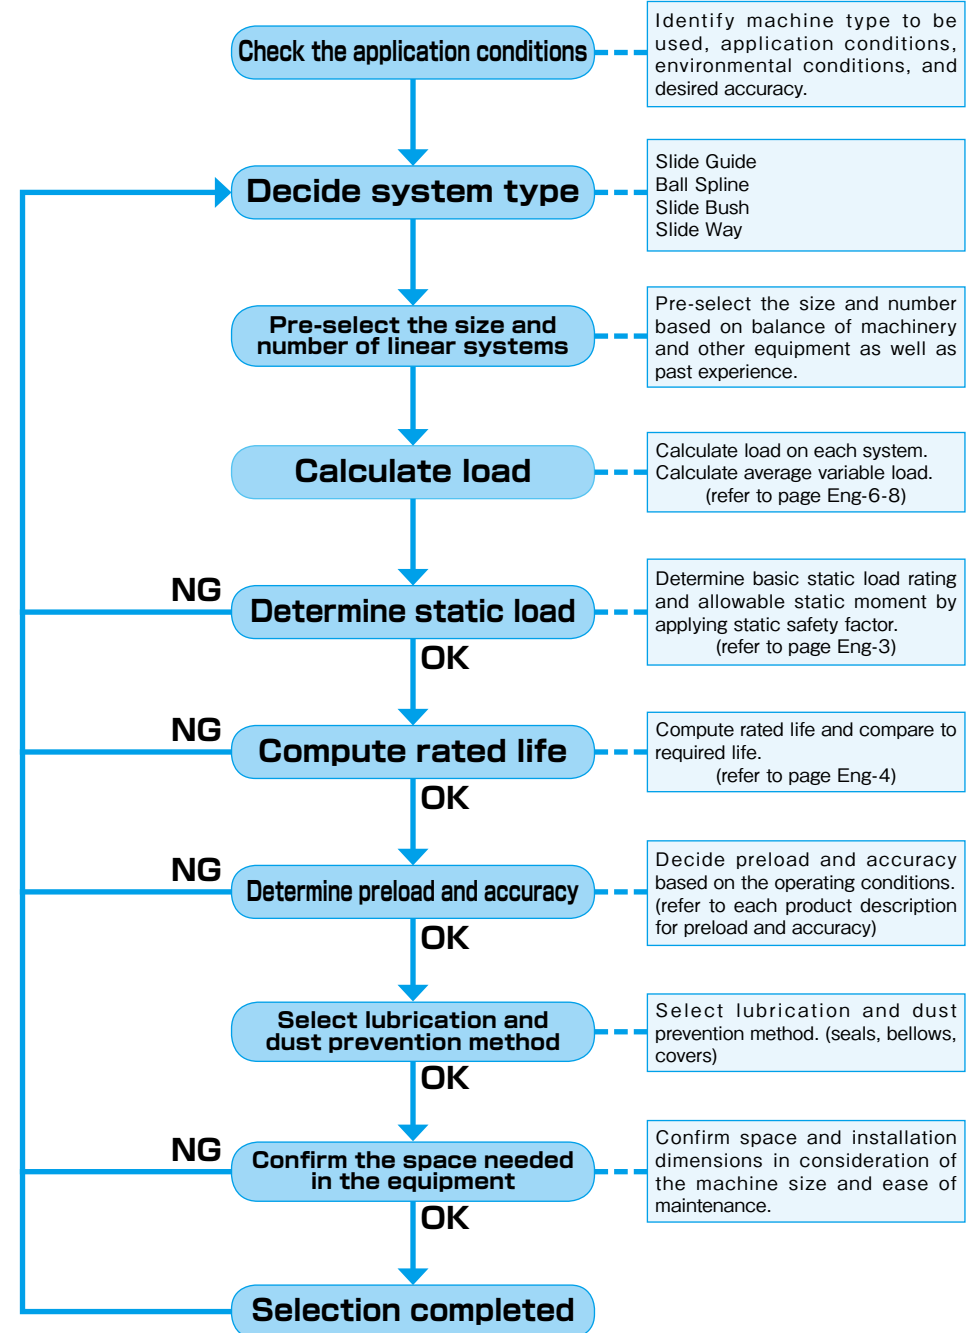 Check the application conditions
Identify machine type to be
used, application conditions,
environmental conditions, and
desired accuracy.
Decide system type
Slide Guide
Ball Spline
Slide Bush
Slide Way
Pre-select the size and
number of linear systems
Pre-select the size and number
based on balance of machinery
and other equipment as well as
past experience.
Calculate load
Calculate load on each system.
Calculate average variable load.
(refer to page Eng-6-8)
NG
Determine static load
OK
Determine basic static load rating
and allowable static moment by
applying static safety factor.
(refer to page Eng-3)
NG
Compute rated life
OK
Compute rated life and compare to
required life.
(refer to page Eng-4)
NG
Determine preload and accuracy
OK
Decide preload and accuracy
based on the operating conditions.
(refer to each product description
for preload and accuracy)
Select lubrication and
dust prevention method
OK
Select lubrication and dust
prevention method. (seals, bellows,
covers)
NG
Confirm the space needed
in the equipment
OK
Confirm space and installation
dimensions in consideration of
the machine size and ease of
maintenance.
Selection completed